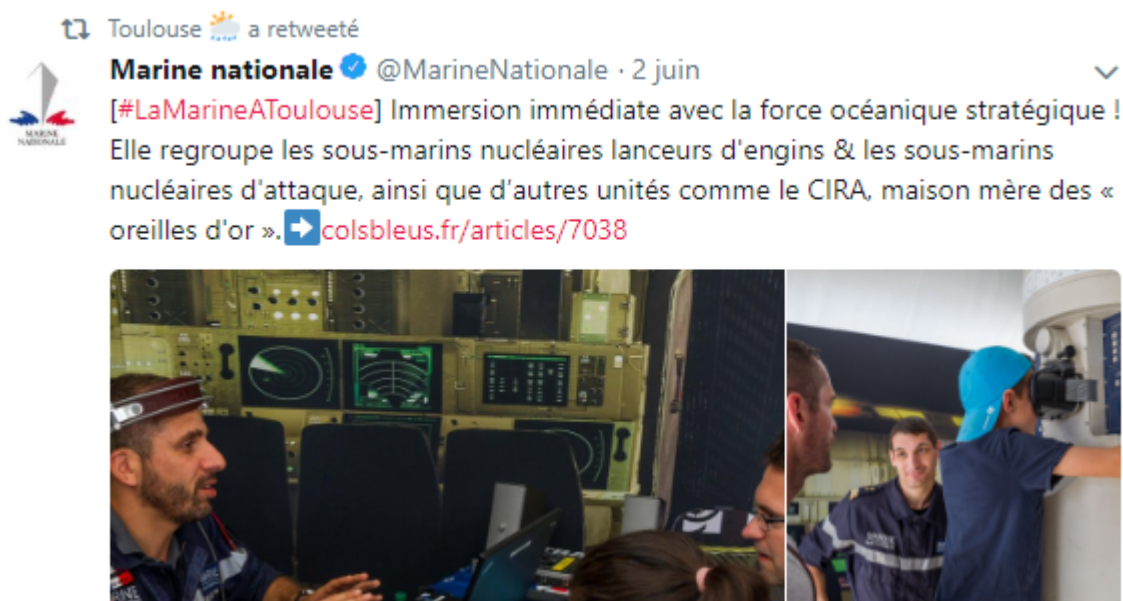 Toulouse 🌦️ a retweeté
Marine nationale @MarineNationale · 2 juin
[#LaMarineAToulouse] Immersion immédiate avec la force océanique stratégique !
Elle regroupe les sous-marins nucléaires lanceurs d'engins & les sous-marins
nucléaires d'attaque, ainsi que d’autres unités comme le CIRA, maison mère des «
oreilles d'or ».➡️colsbleus.fr/articles/7038
MARINE
NATIONALE